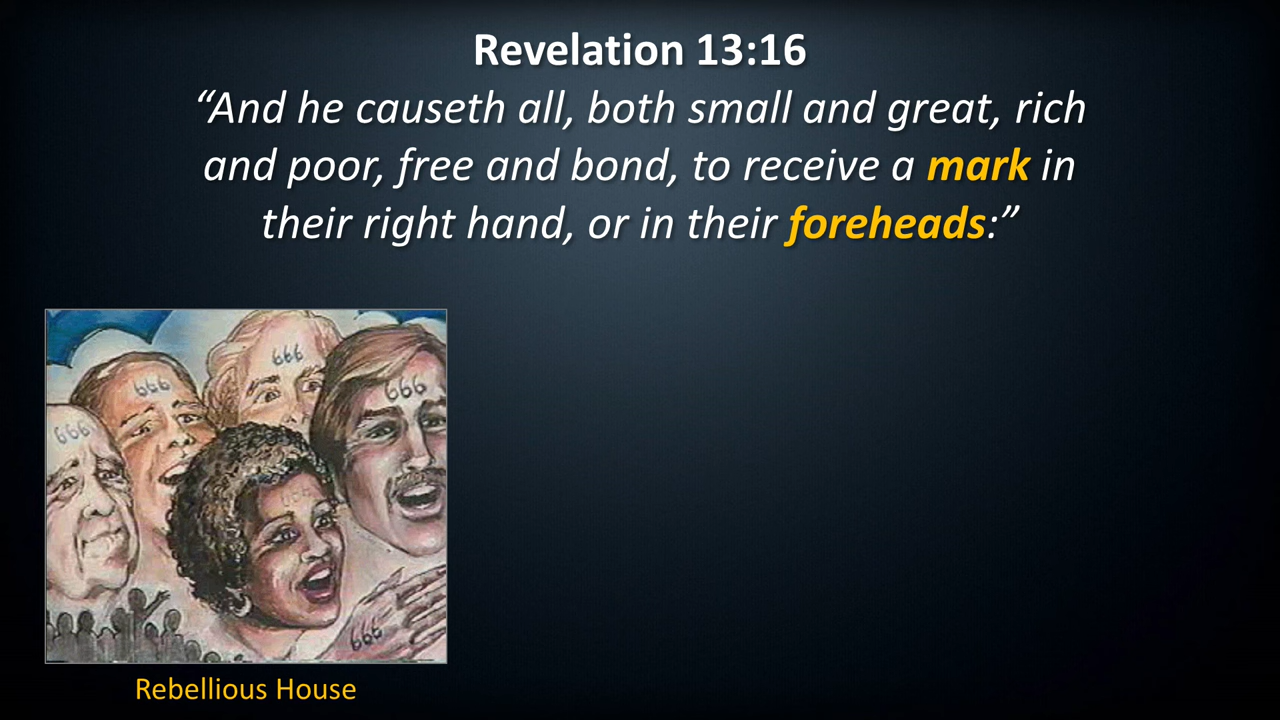 Revelation 13:16
“And he causeth all, both small and great, rich
and poor, free and bond, to receive a mark in
their right hand, or in their foreheads:”
666
666
666
666
666
666
Rebellious House